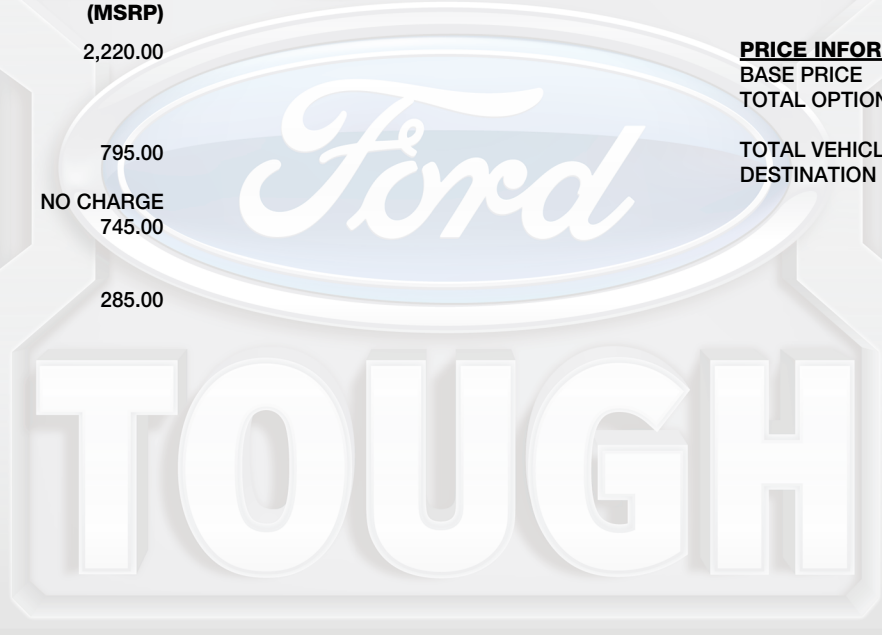 (MSRP)
2,220.00
795.00
NO CHARGE
745.00
285.00
PRICE INFOR
BASE PRICE
TOTAL OPTION
TOTAL VEHICL
DESTINATION
Ford
TOUGH